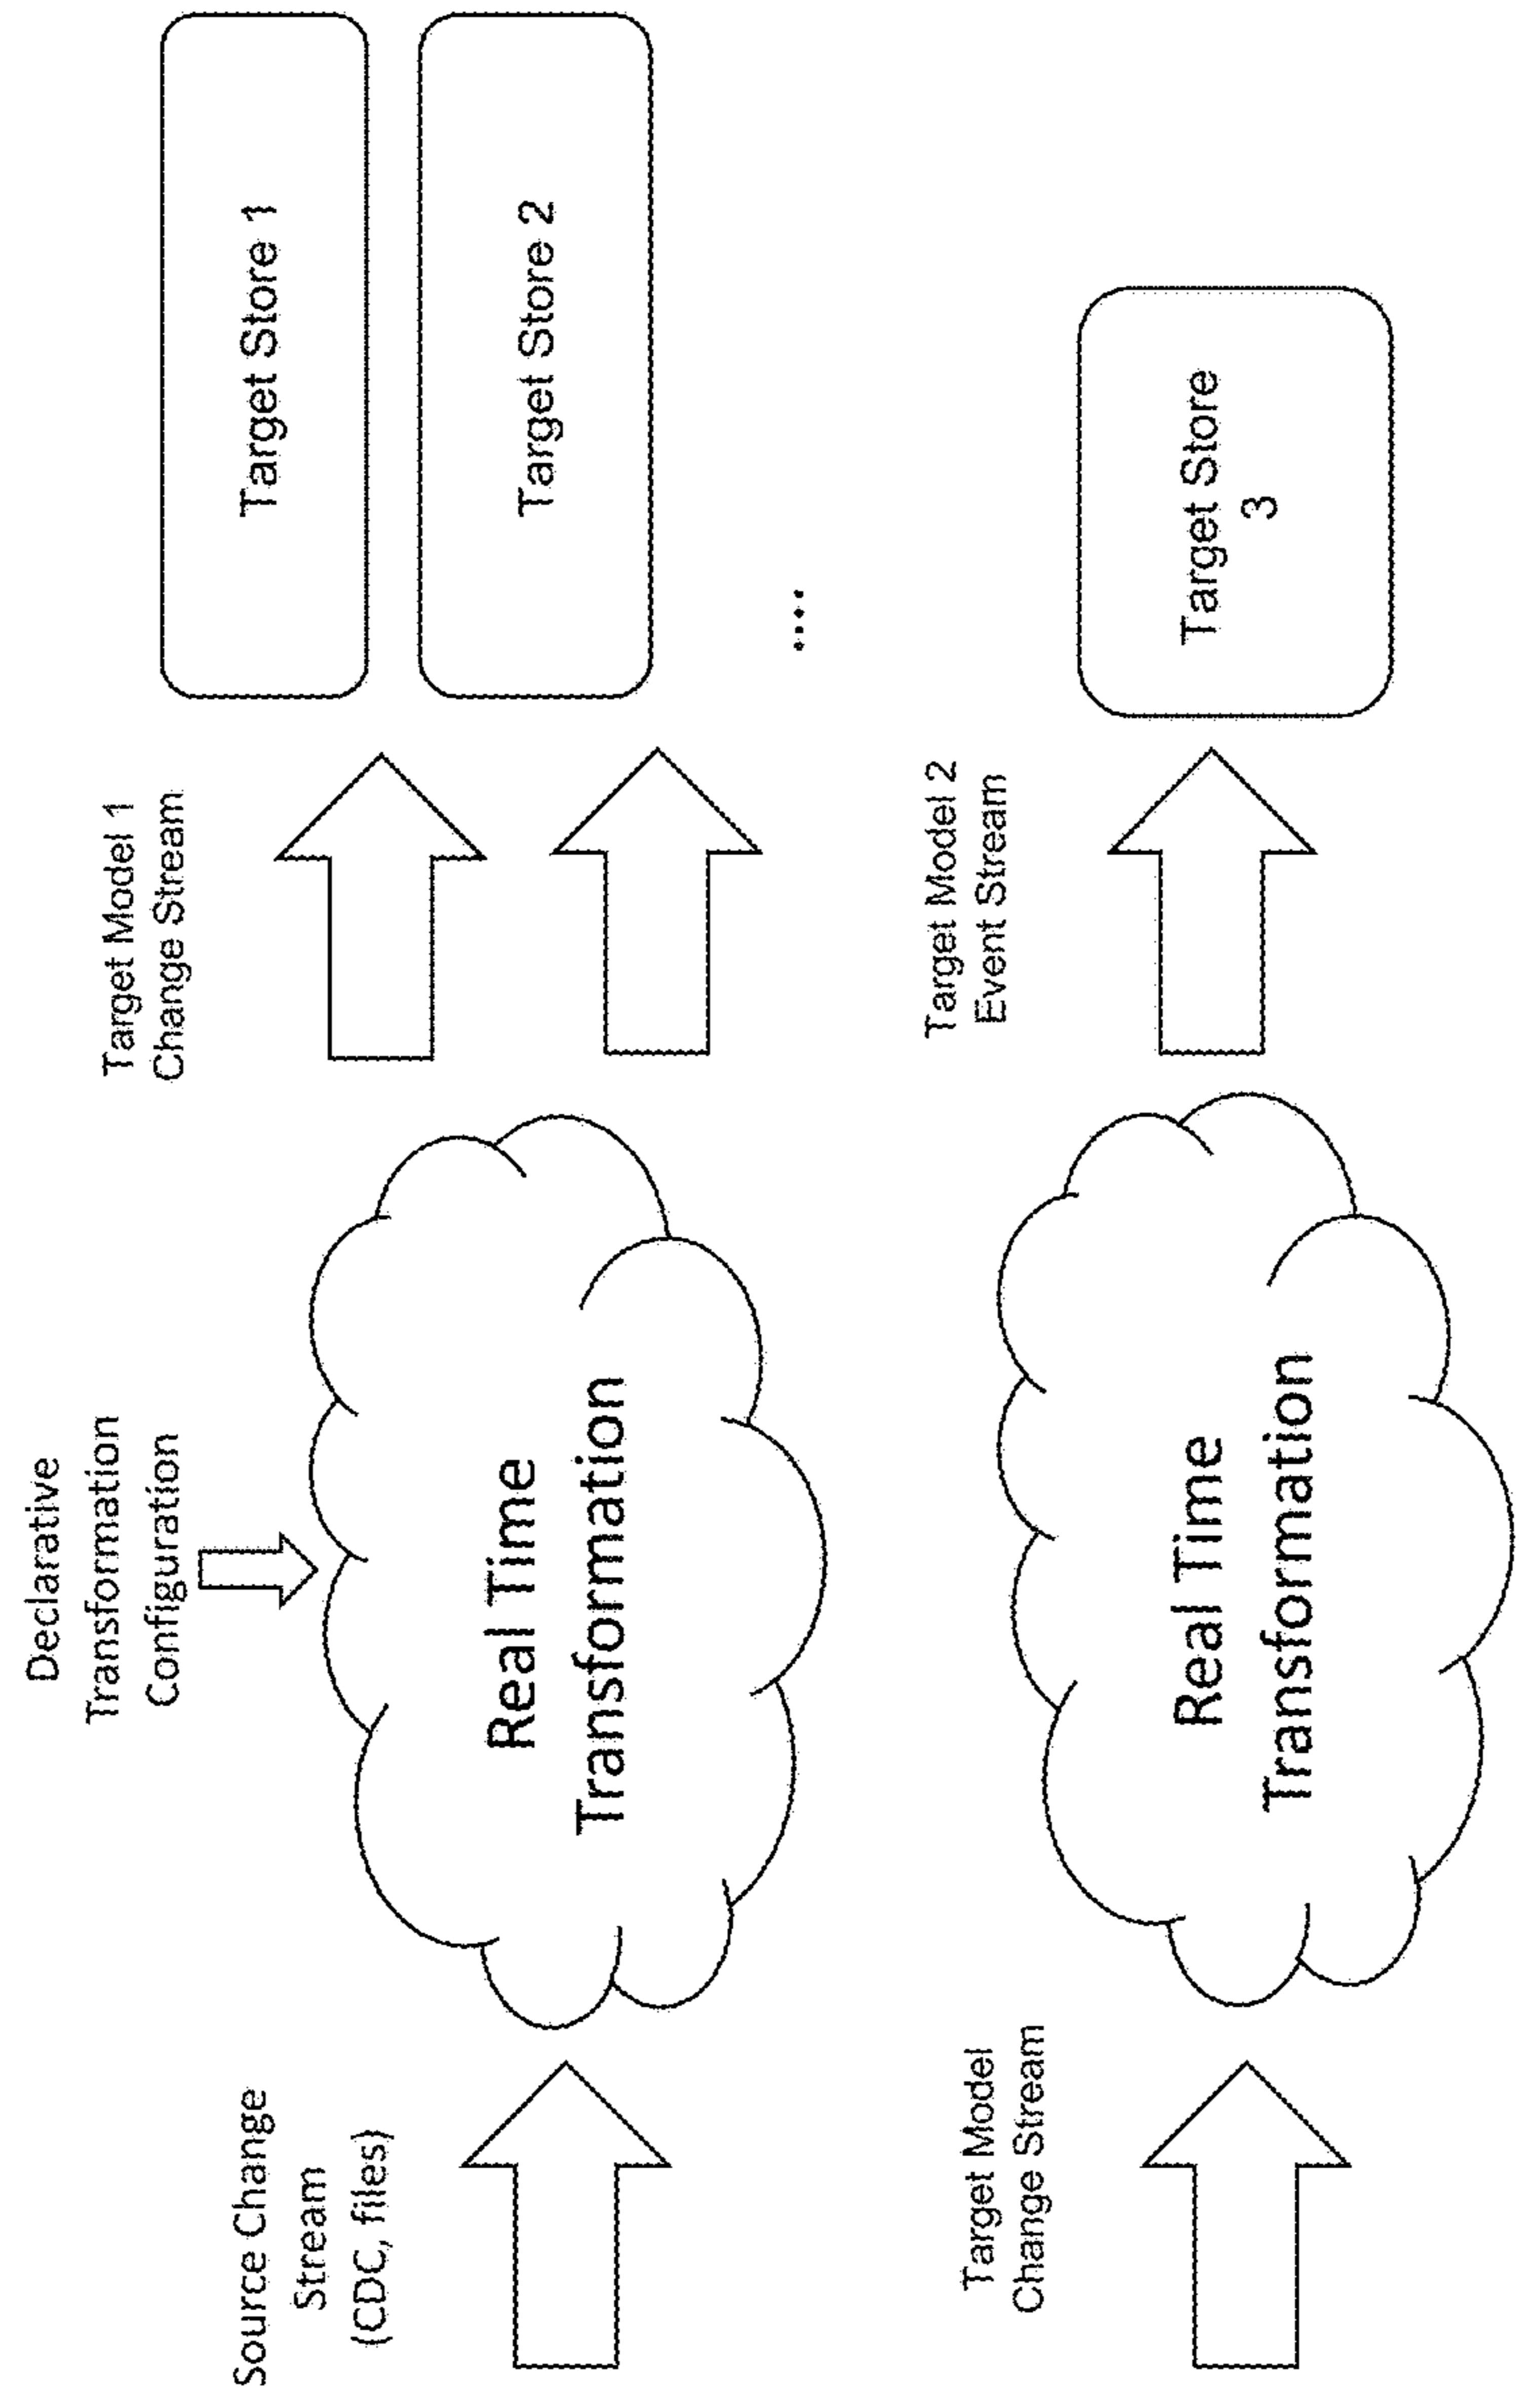 Declarative
Transformation
Configuration
Source Change
Stream
(CDC, files)
Real Time
Transformation
Target Model 1
Change Stream
Target Store 1
Target Store 2
....
Target Model
Change Stream
Real Time
Transformation
Target Model 2
Event Stream
Target Store
3